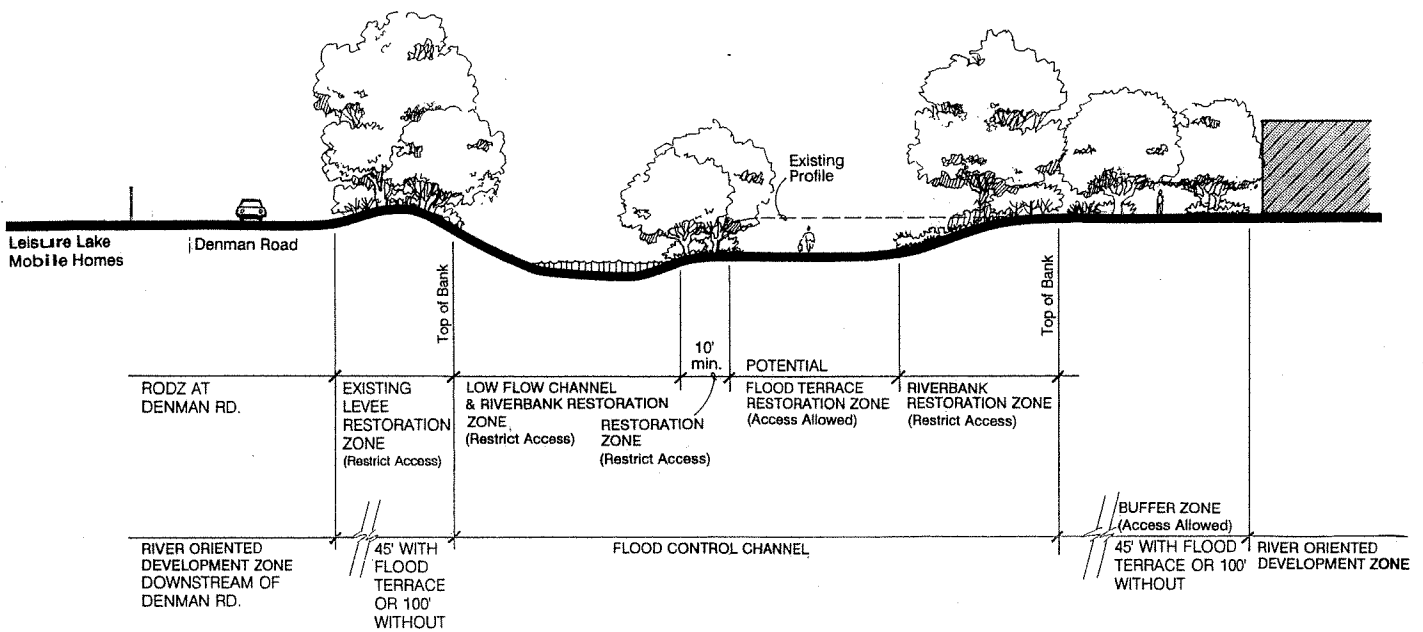 Existing
Profile
Leisure Lake
Mobile Homes
Denman Road
Top of Bank
Top of Bank
10'
min.
POTENTIAL
RODZ AT
DENMAN RD.
EXISTING
LEVEE
RESTORATION
ZONE
(Restrict Access)
LOW FLOW CHANNEL
& RIVERBANK RESTORATION
ZONE
(Restrict Access)
RESTORATION
ZONE
(Restrict Access)
FLOOD TERRACE
RESTORATION ZONE
(Access Allowed)
RIVERBANK
RESTORATION ZONE
(Restrict Access)
BUFFER ZONE
(Access Allowed)
RIVER ORIENTED
DEVELOPMENT ZONE
DOWNSTREAM OF
DENMAN RD.
45' WITH
FLOOD
TERRACE
OR 100'
WITHOUT
FLOOD CONTROL CHANNEL
45' WITH FLOOD
TERRACE OR 100'
WITHOUT
RIVER ORIENTED
DEVELOPMENT ZONE